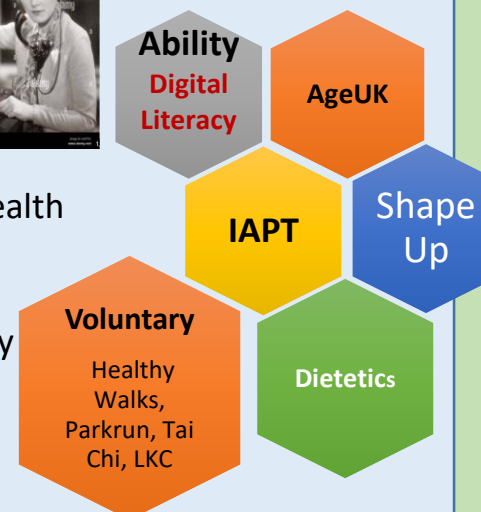 Ability
Digital
Literacy
AgeUK
ealth
IAPT
Shape
Up
y
Voluntary
Healthy
Walks,
Parkrun, Tai
Chi, LKC
Dietetics